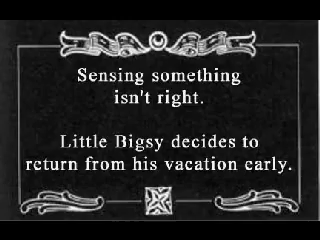 Sensing something
isn't right.
Little Bigsy decides to
return from his vacation early.